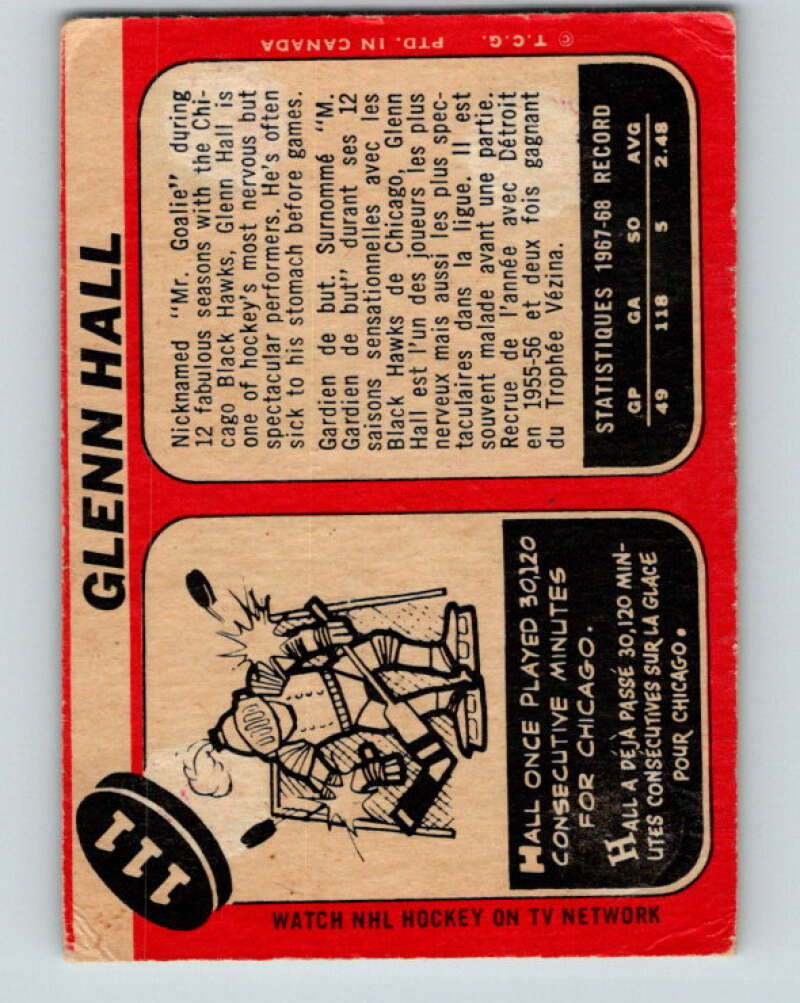 GLENN HALL
111
Nicknamed "Mr. Goalie" during
12 fabulous seasons with the Chi-
cago Black Hawks, Glenn Hall is
one of hockey's most nervous but
spectacular performers. He's often
sick to his stomach before games.
Gardien de but. Surnommé "M.
Gardien de but" durant ses 12
saisons sensationnelles avec les
Black Hawks de Chicago, Glenn
Hall est l'un des joueurs les plus
nerveux mais aussi les plus spec-
taculaires dans la ligue. Il est
souvent malade avant une partie.
Recrue de l'année avec Détroit
en 1955-56 et deux fois gagnant
du Trophée Vézina.
STATISTIQUES 1967-68 RECORD
GP GA SO AVG
49 118 5 2.48
HALL ONCE PLAYED 30,120
CONSECUTIVE MINUTES
FOR CHICAGO.
HALL A DÉJÀ PASSÉ 30,120 MIN-
UTES CONSÉCUTIVES SUR LA GLACE
POUR CHICAGO.
WATCH NHL HOCKEY ON TV NETWORK
© T.C.G. PTD. IN CANADA